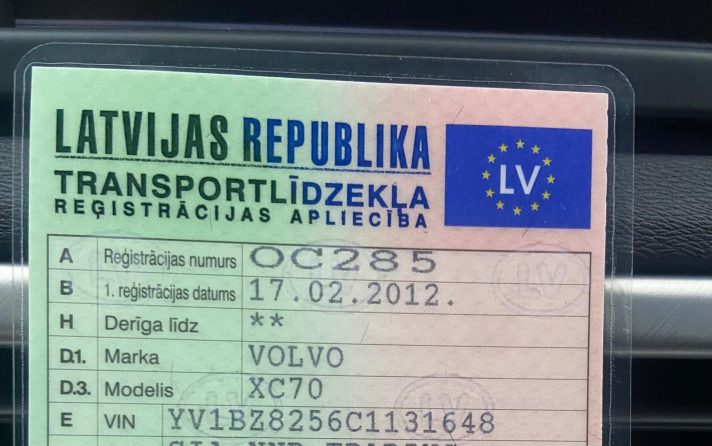 LATVIJAS REPUBLIKA
TRANSPORTLĪDZEKĻA
REĢISTRĀCIJAS APLIECĪBA
LV
A Reģistrācijas numurs OC285
B 1. reģistrācijas datums 17.02.2012.
H Derīga līdz **
D.1. Marka VOLVO
D.3. Modelis XC70
E VIN YV1BZ8256C1131648